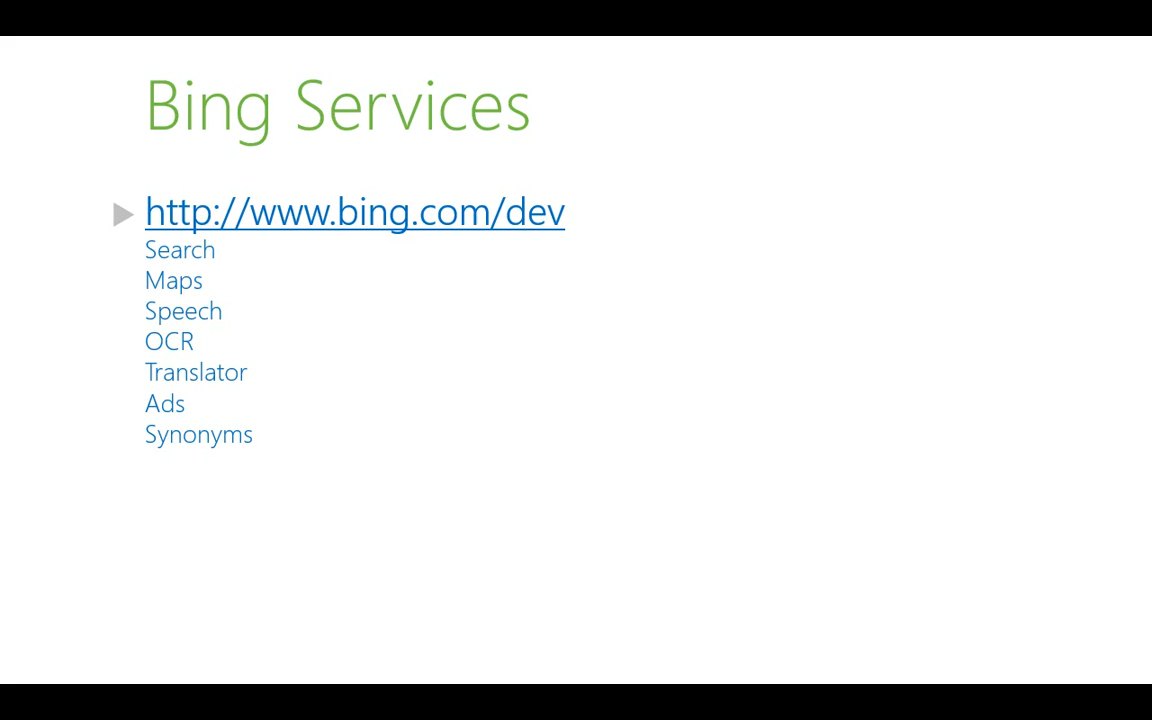 Bing Services
http://www.bing.com/dev
Search
Maps
Speech
OCR
Translator
Ads
Synonyms